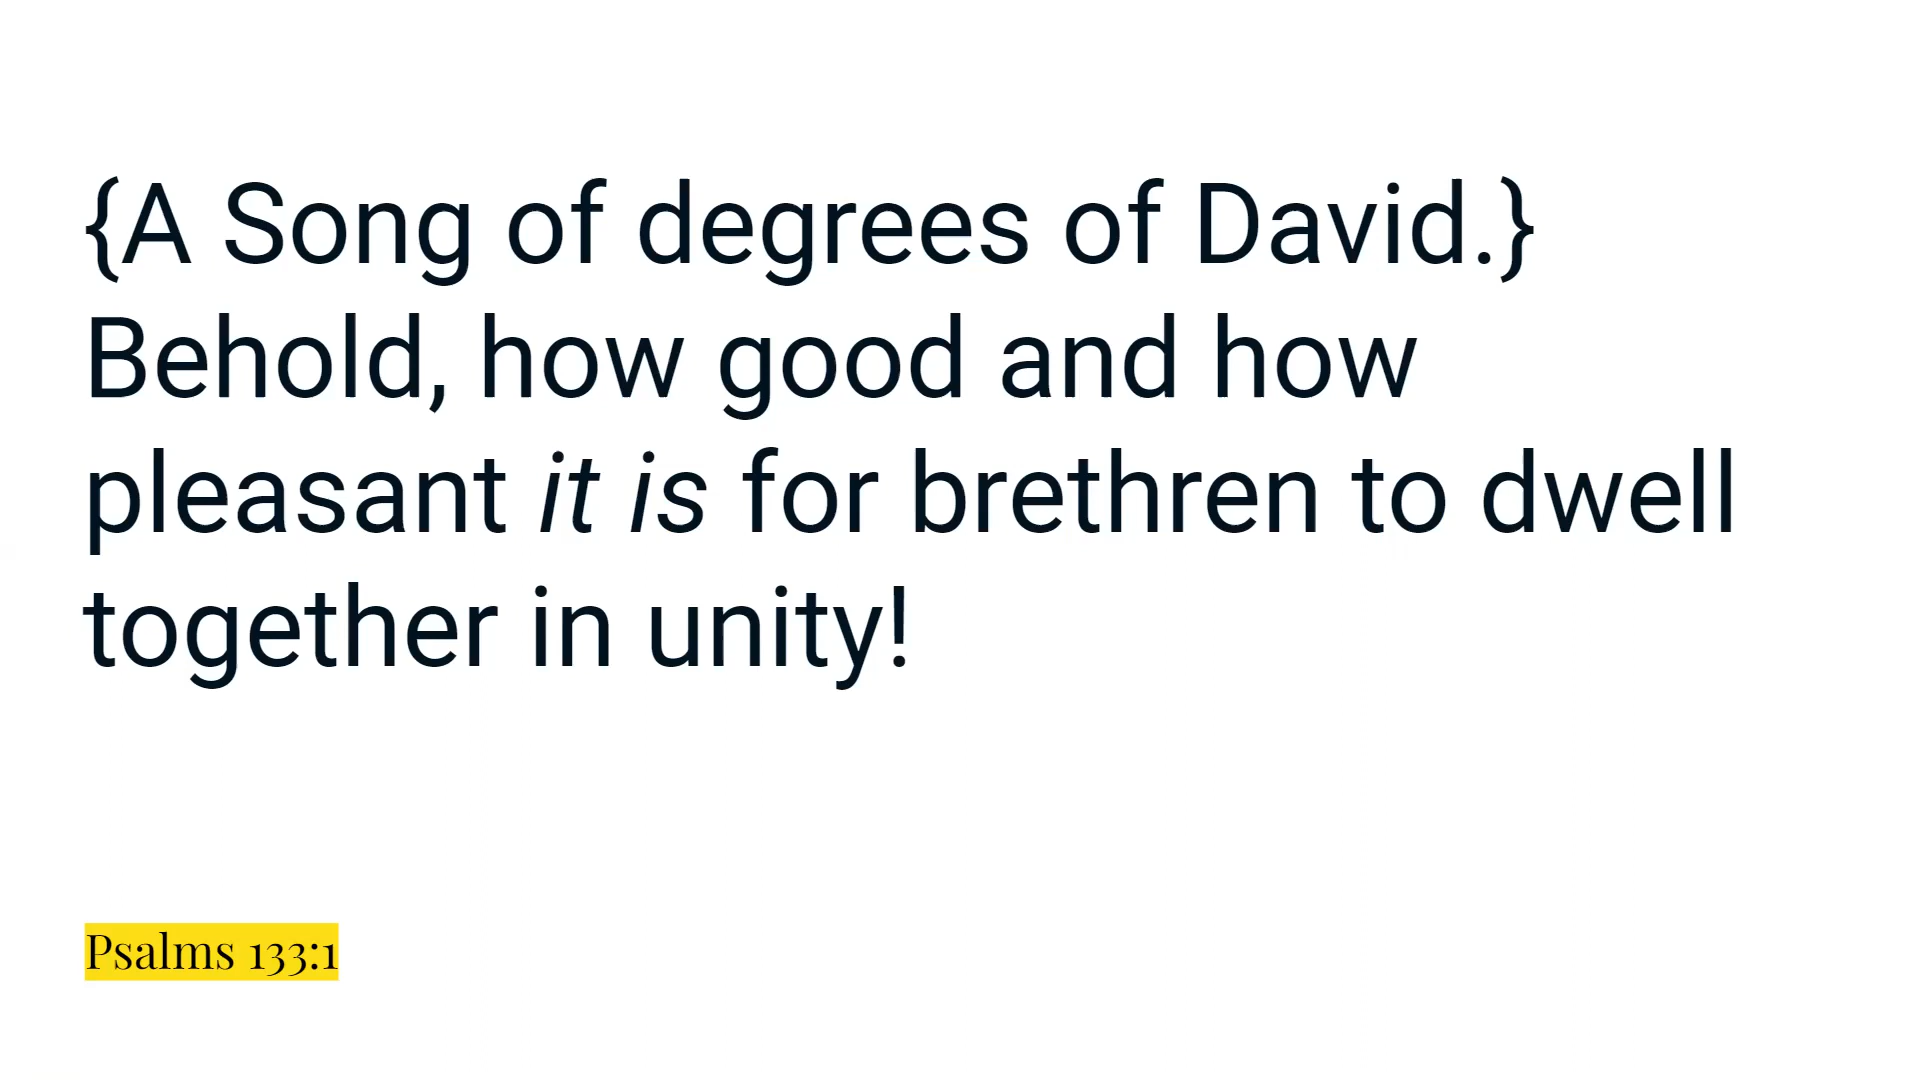 {A Song of degrees of David.}
Behold, how good and how
pleasant it is for brethren to dwell
together in unity!
Psalms 133:1